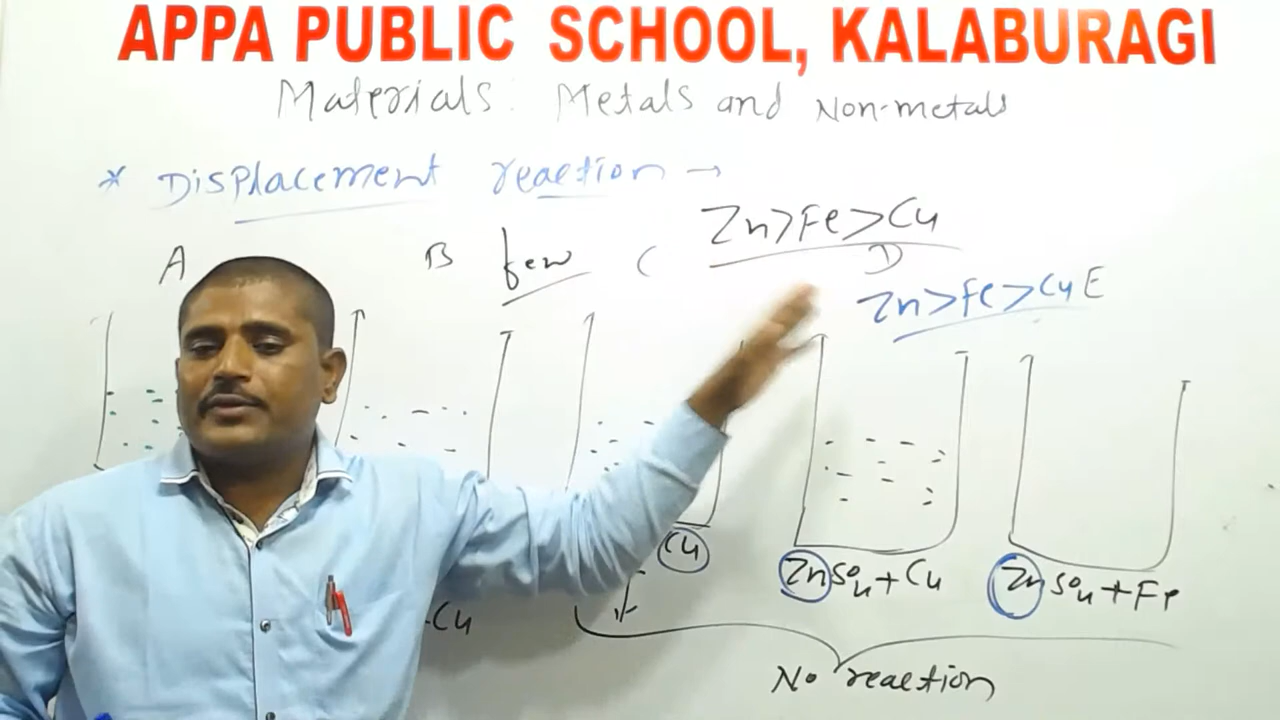 APPA PUBLIC SCHOOL, KALABURAGI
Materials: Metals and Non-metals
* Displacement reaction →
Zn>Fe>Cu
A B few C D
Zn>Fe>Cu E
Cu
ZnSO4+Cu
ZnSO4+Fe
-Cu
No reaction